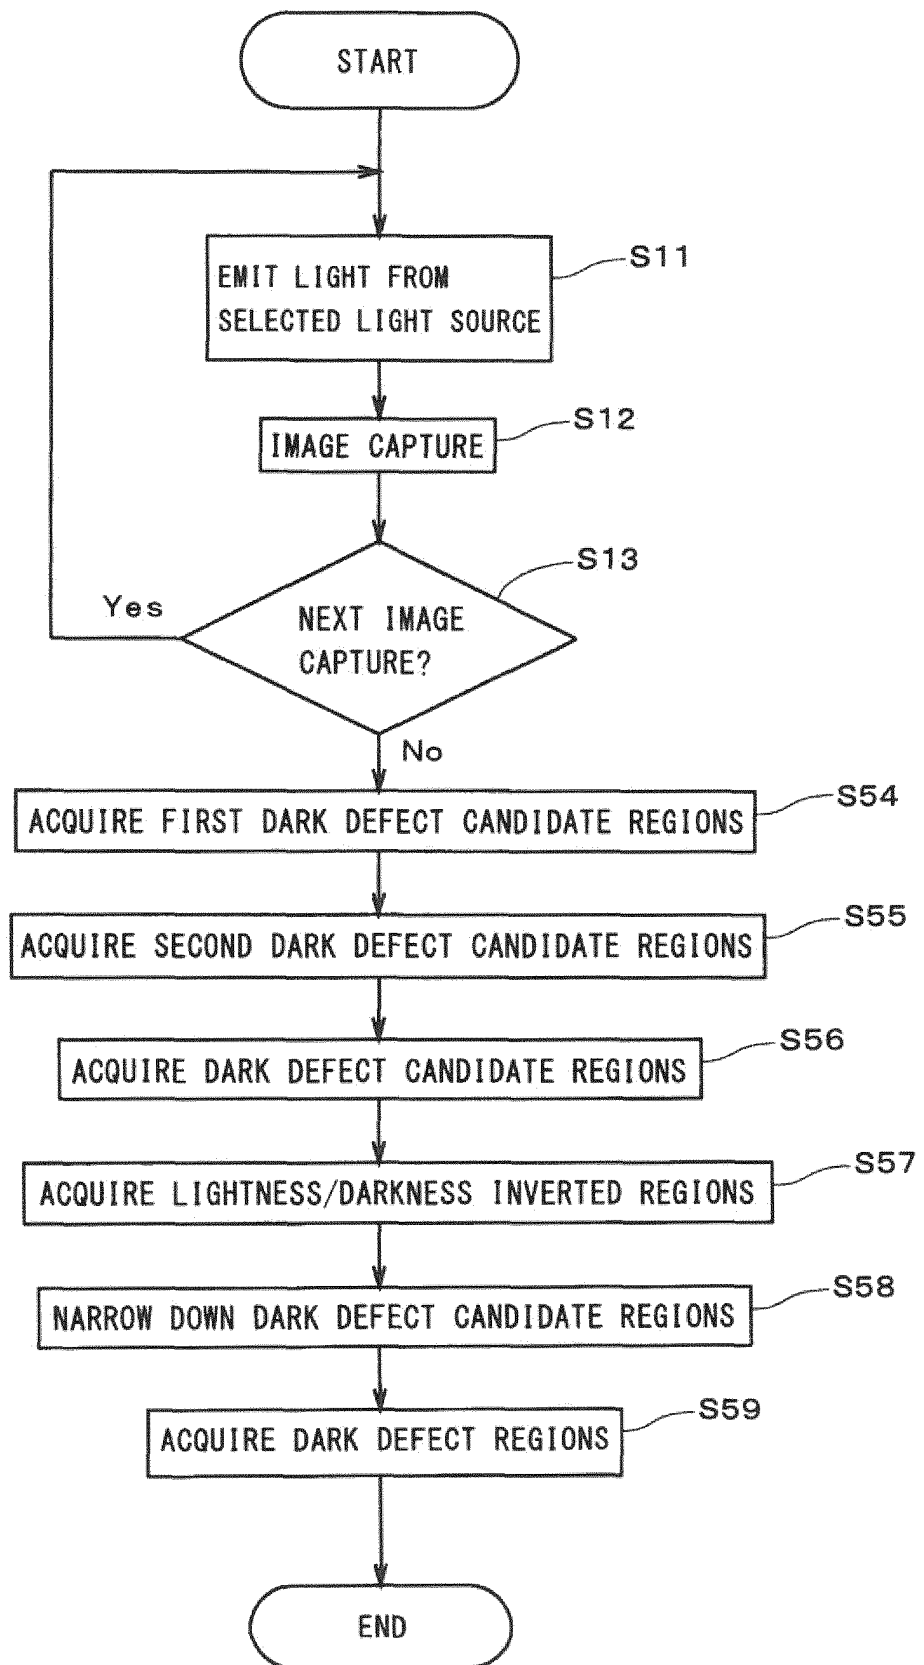 START
S11
EMIT LIGHT FROM
SELECTED LIGHT SOURCE
S12
IMAGE CAPTURE
S13
Yes
NEXT IMAGE
CAPTURE?
No
S54
ACQUIRE FIRST DARK DEFECT CANDIDATE REGIONS
S55
ACQUIRE SECOND DARK DEFECT CANDIDATE REGIONS
S56
ACQUIRE DARK DEFECT CANDIDATE REGIONS
S57
ACQUIRE LIGHTNESS/DARKNESS INVERTED REGIONS
S58
NARROW DOWN DARK DEFECT CANDIDATE REGIONS
S59
ACQUIRE DARK DEFECT REGIONS
END